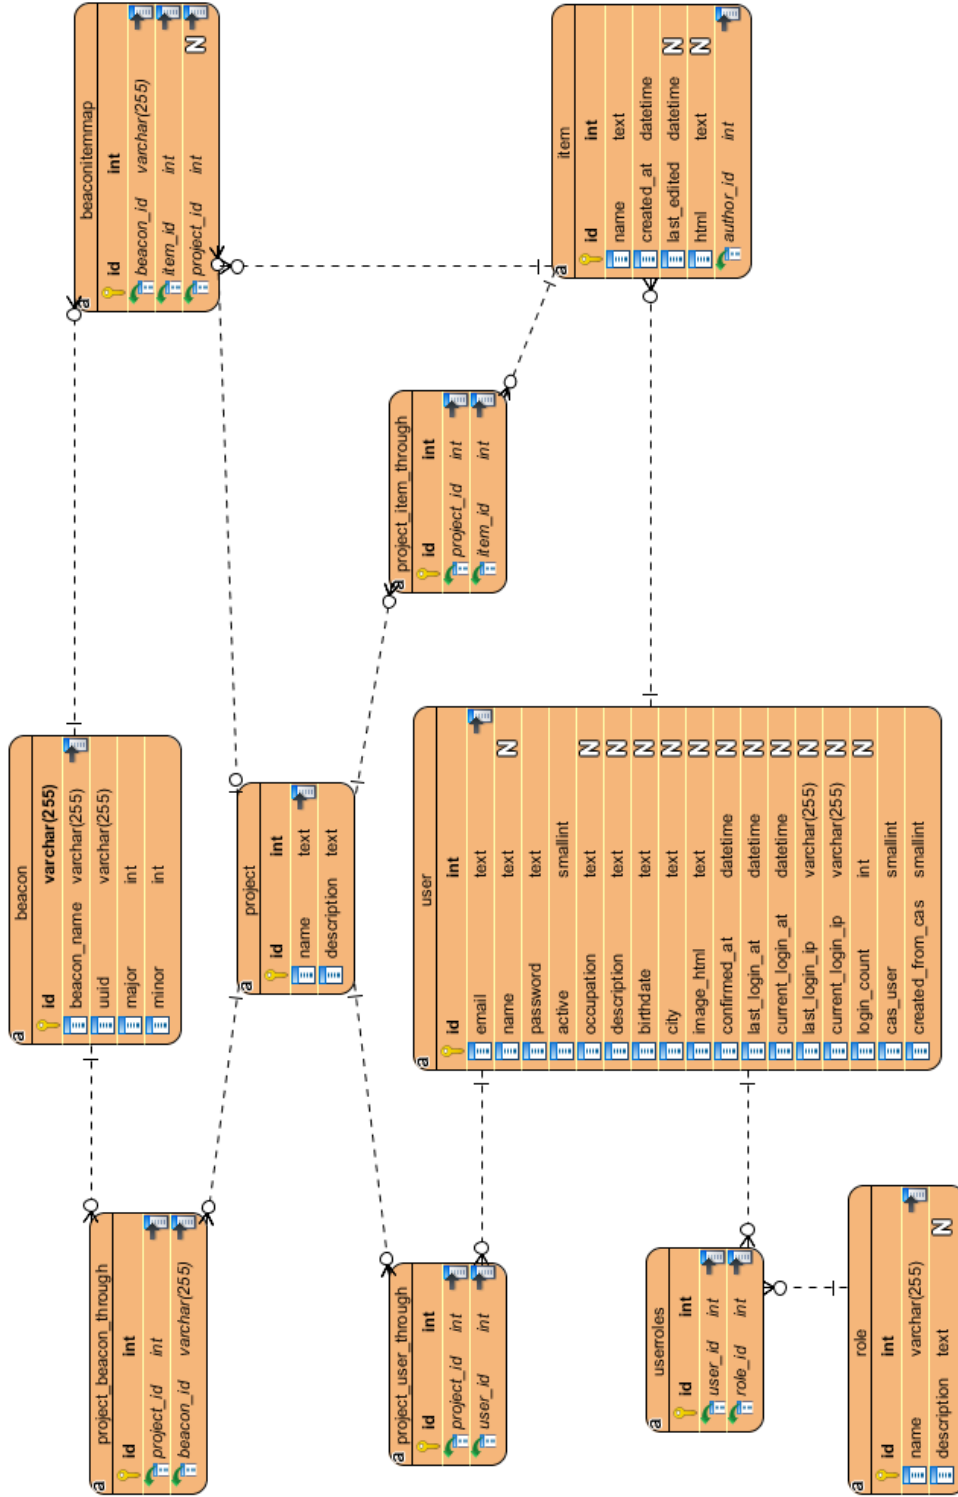 project_beacon_through
id int
project_id int
beacon_id varchar(255)
beacon
id varchar(255)
beacon_name varchar(255)
uuid varchar(255)
major int
minor int
beaconitemmap
id int
beacon_id varchar(255)
item_id int
project_id int N
project
id int
name text
description text
project_user_through
id int
project_id int
user_id int
project_item_through
id int
project_id int
item_id int
user
id int
email text
name text N
password text
active smallint
occupation text N
description text N
birthdate text N
city text N
image_html text N
confirmed_at datetime N
last_login_at datetime N
current_login_at datetime N
last_login_ip varchar(255) N
current_login_ip varchar(255) N
login_count int N
cas_user smallint
created_from_cas smallint
item
id int
name text
created_at datetime
last_edited datetime N
html text N
author_id int
userroles
id int
user_id int
role_id int
role
id int
name varchar(255)
description text N